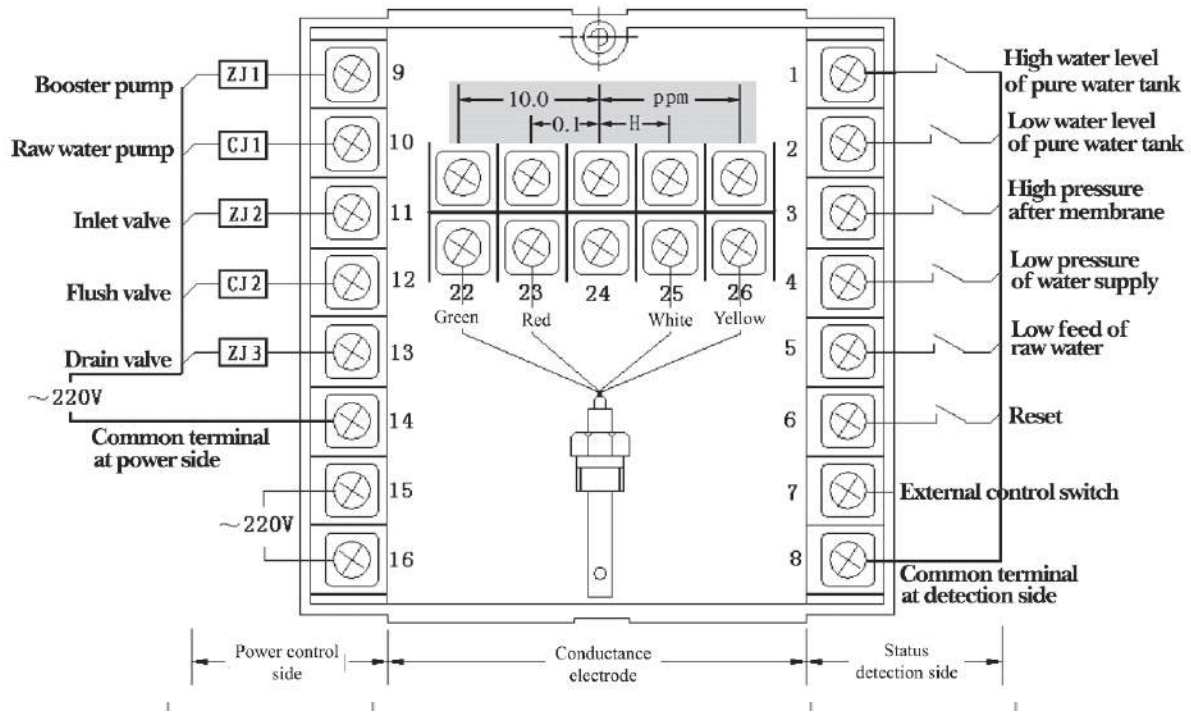 Booster pump
ZJ1
9
Raw water pump
CJ1
10
Inlet valve
ZJ2
11
Flush valve
CJ2
12
Drain valve
ZJ3
13
~220V
14
Common terminal
at power side
15
~220V
16
10.0
ppm
0.1
H
22
23
24
25
26
Green
Red
White
Yellow
1
High water level
of pure water tank
2
Low water level
of pure water tank
3
High pressure
after membrane
4
Low pressure
of water supply
5
Low feed of
raw water
6
Reset
7
External control switch
8
Common terminal
at detection side
Power control
side
Conductance
electrode
Status
detection side